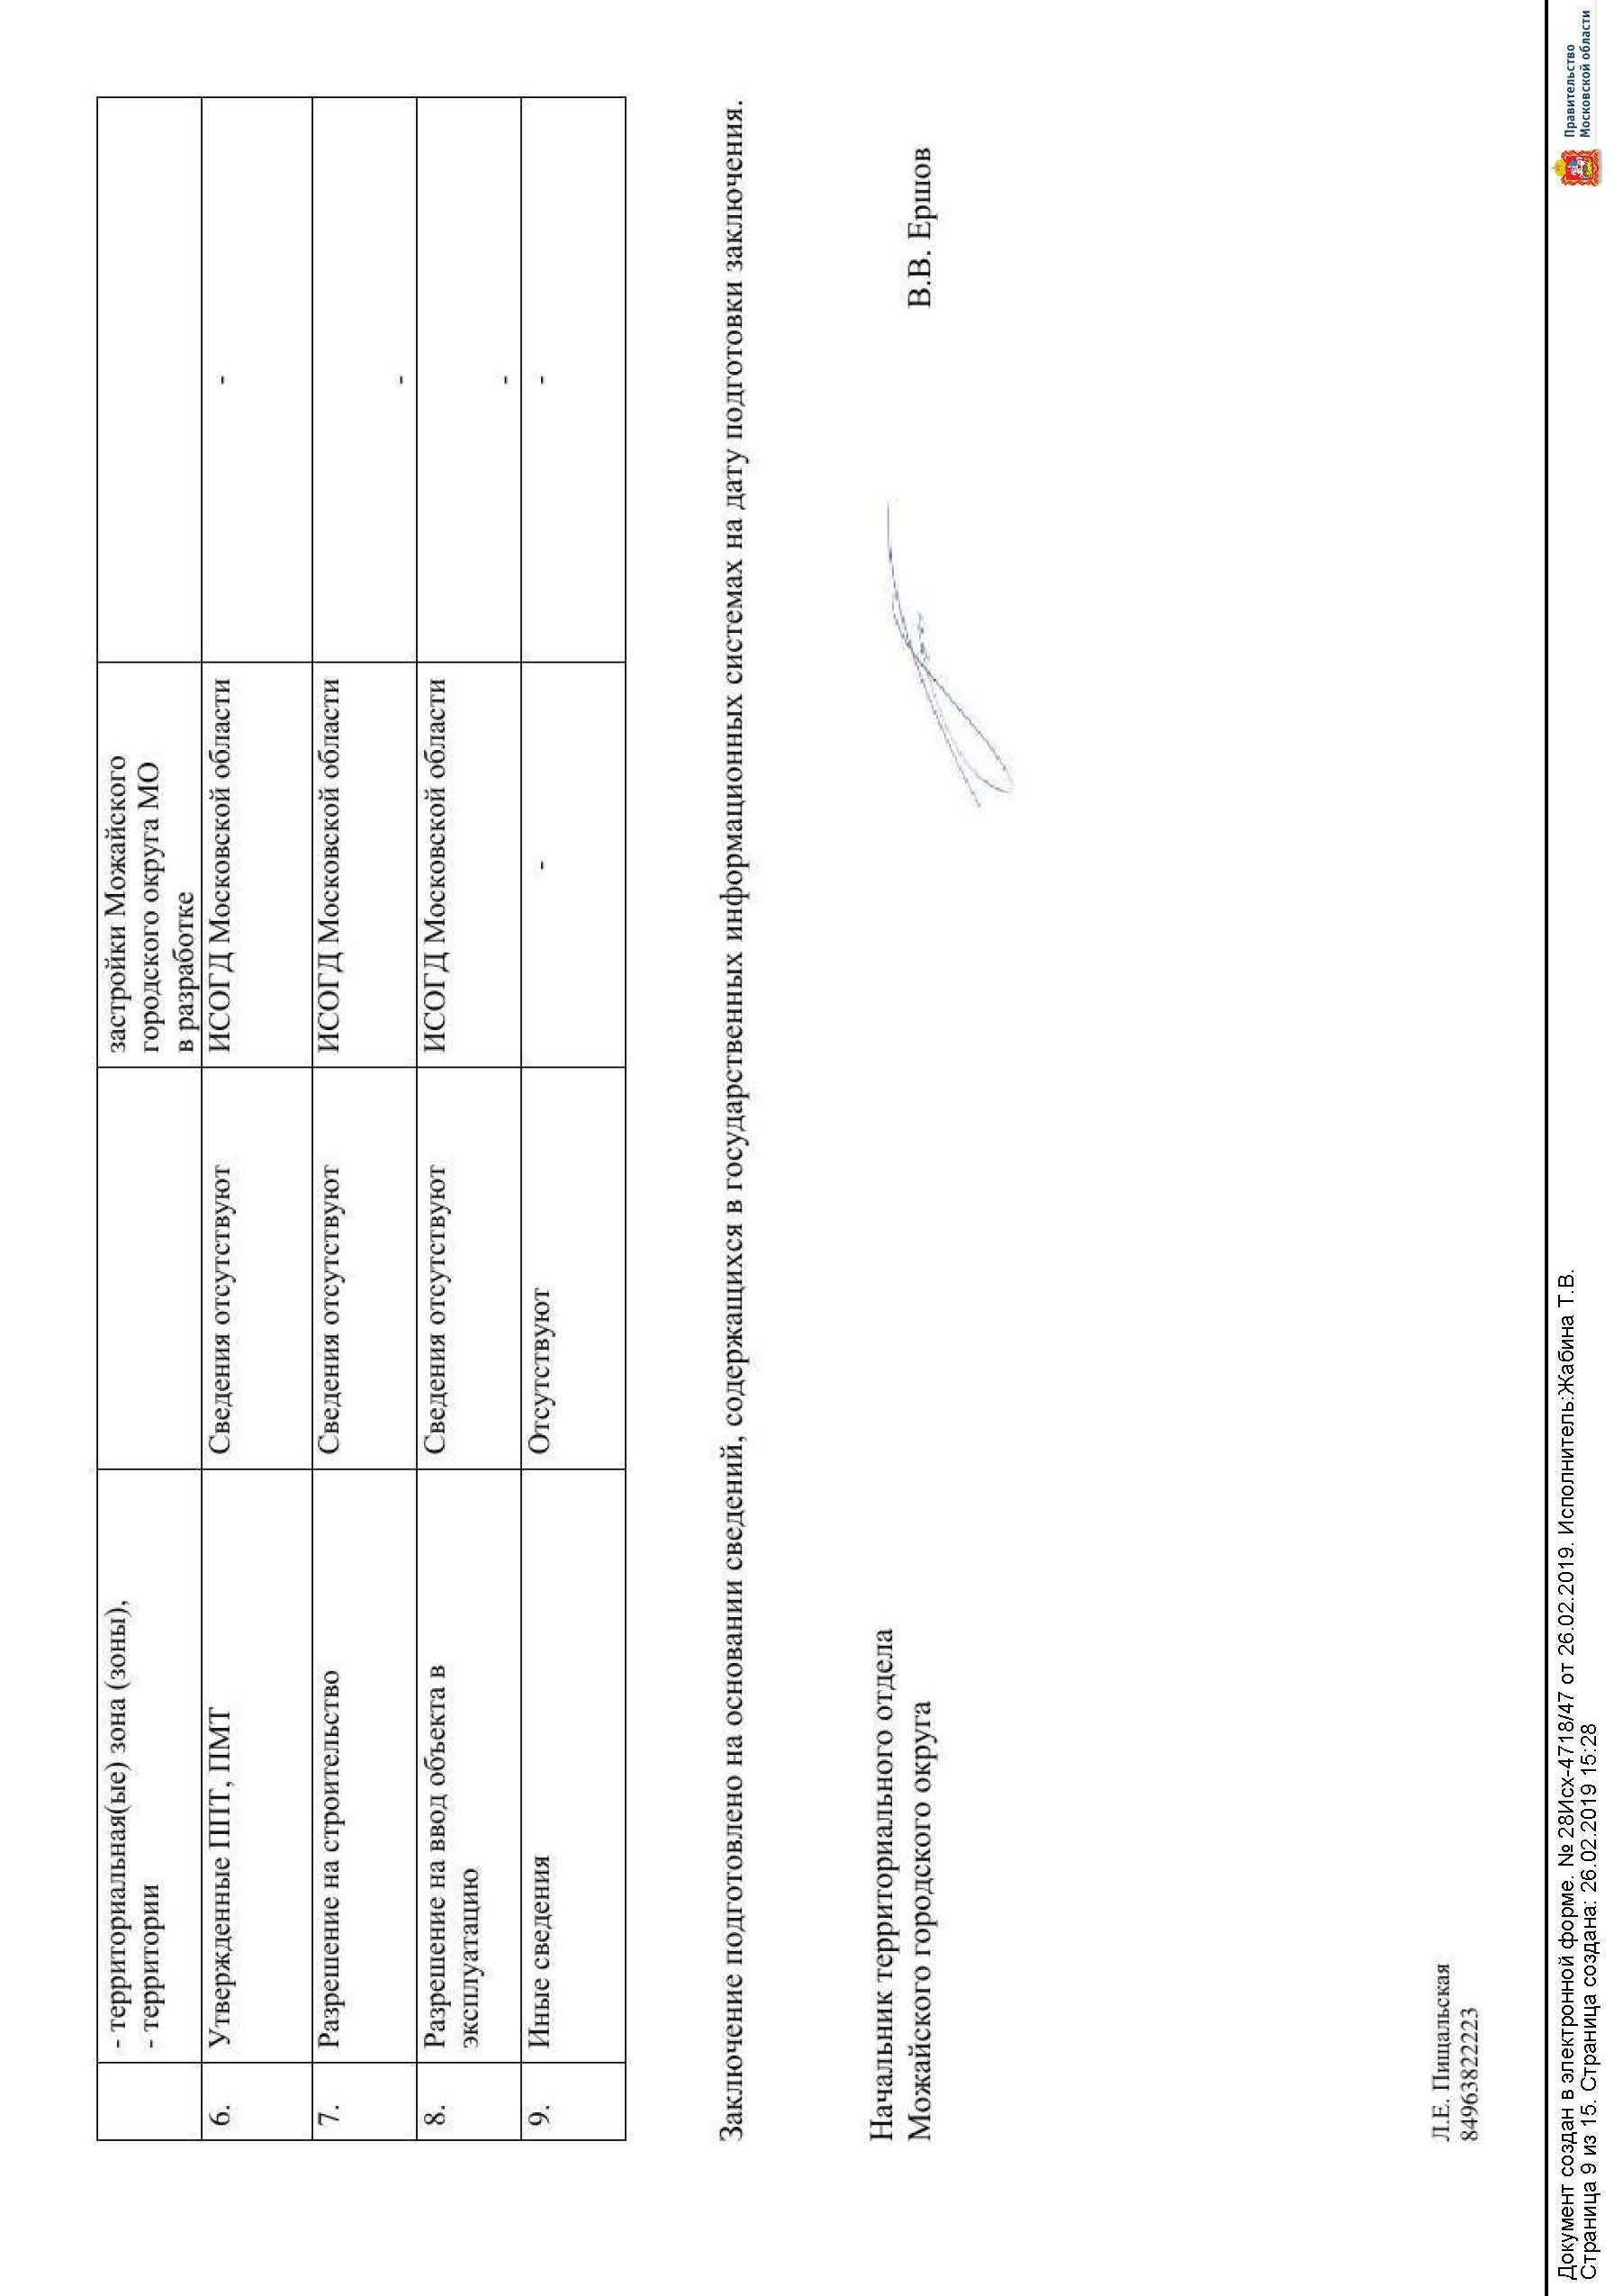 - территориальная(ые) зона (зоны),
- территории
застройки Можайского
городского округа МО
в разработке
6. Утвержденные ППТ, ПМТ Сведения отсутствуют ИСОГД Московской области -
7. Разрешение на строительство Сведения отсутствуют ИСОГД Московской области
-
8. Разрешение на ввод объекта в Сведения отсутствуют ИСОГД Московской области
эксплуатацию
-
9. Иные сведения Отсутствуют - -
Заключение подготовлено на основании сведений, содержащихся в государственных информационных системах на дату подготовки заключения.
Начальник территориального отдела
Можайского городского округа В.В. Ершов
Л.Е. Пищальская
84963822223
Документ создан в электронной форме. № 28Исх-4718/47 от 26.02.2019. Исполнитель:Жабина Т.В.
Страница 9 из 15. Страница создана: 26.02.2019 15:28
Правительство
Московской области